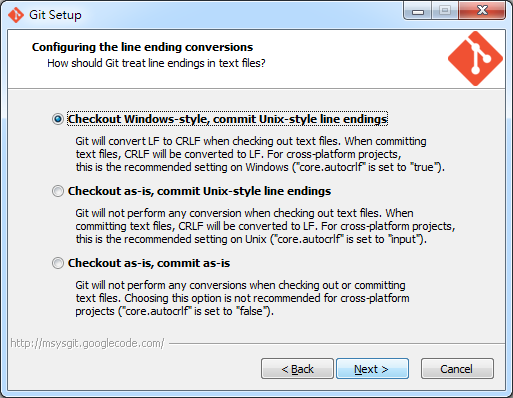 Git Setup
Configuring the line ending conversions
How should Git treat line endings in text files?
Checkout Windows-style, commit Unix-style line endings
Git will convert LF to CRLF when checking out text files. When committing
text files, CRLF will be converted to LF. For cross-platform projects,
this is the recommended setting on Windows ("core.autocrlf" is set to "true").
Checkout as-is, commit Unix-style line endings
Git will not perform any conversion when checking out text files. When
committing text files, CRLF will be converted to LF. For cross-platform projects,
this is the recommended setting on Unix ("core.autocrlf" is set to "input").
Checkout as-is, commit as-is
Git will not perform any conversions when checking out or committing
text files. Choosing this option is not recommended for cross-platform
projects ("core.autocrlf" is set to "false").
http://msysgit.googlecode.com/
< Back
Next >
Cancel